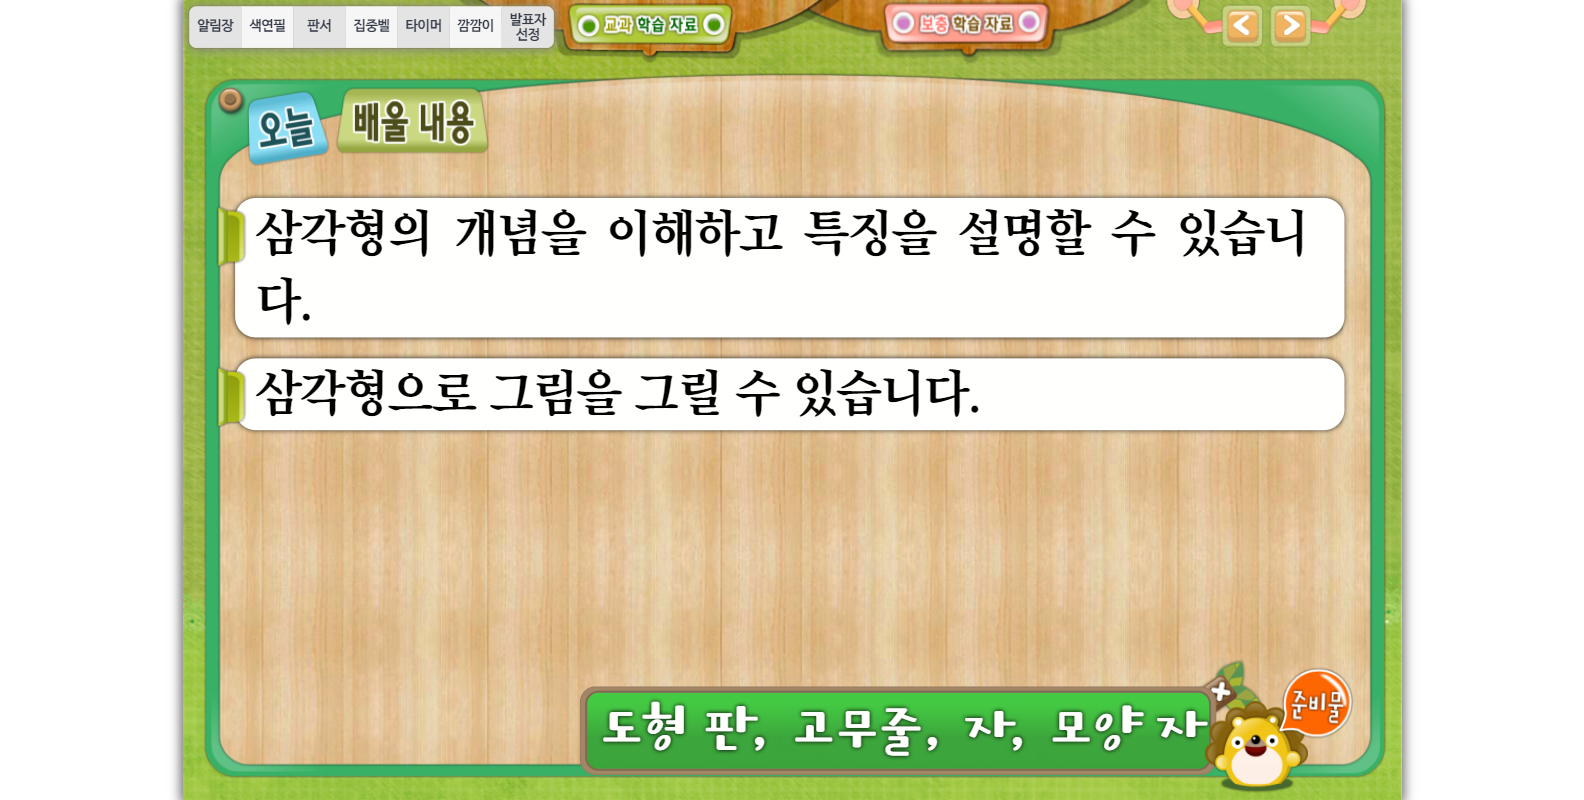 알림장 색연필 판서 집중벨 타이머 깜깜이 발표자 선정
교과 학습 자료
보충 학습 자료
오늘 배울 내용
삼각형의 개념을 이해하고 특징을 설명할 수 있습니
다.
삼각형으로 그림을 그릴 수 있습니다.
도형 판, 고무줄, 자, 모양 자
준비물